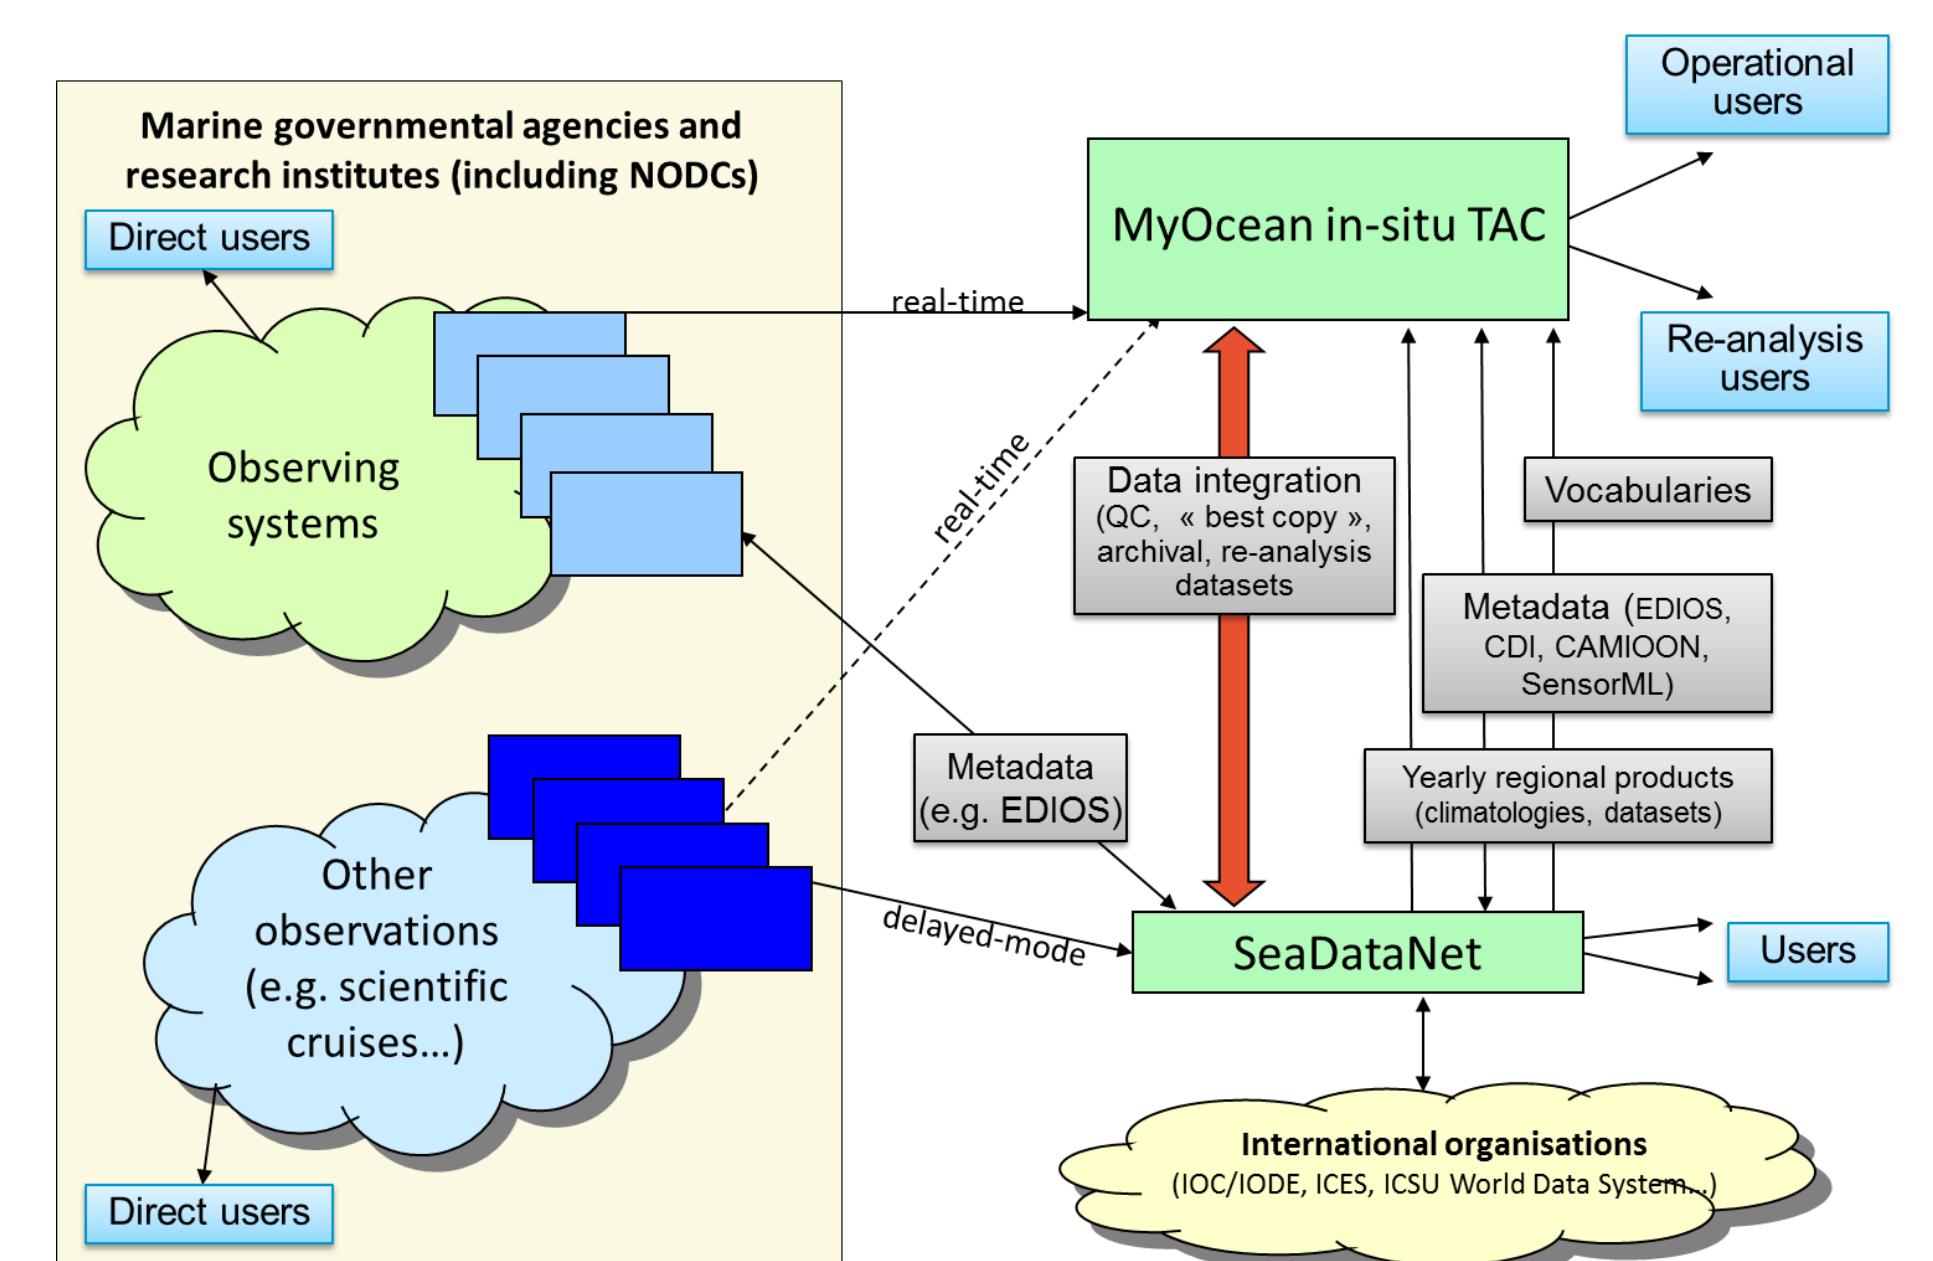 Operational
users
Marine governmental agencies and
research institutes (including NODCs)
Direct users
MyOcean in-situ TAC
real-time
Re-analysis
users
Observing
systems
real-time
Data integration
(QC, « best copy »,
archival, re-analysis
datasets
Vocabularies
Metadata (EDIOS,
CDI, CAMIOON,
SensorML)
Metadata
(e.g. EDIOS)
Yearly regional products
(climatologies, datasets)
Other
observations
(e.g. scientific
cruises...)
delayed-mode
SeaDataNet
Users
International organisations
(IOC/IODE, ICES, ICSU World Data System...)
Direct users